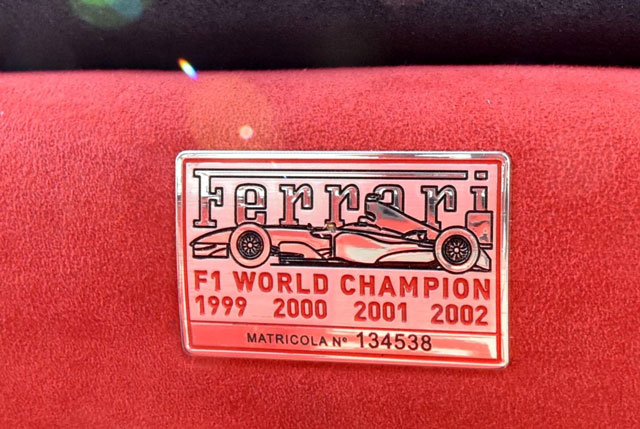 Ferrari
F1 WORLD CHAMPION
1999 2000 2001 2002
MATRICOLA Nº 134538